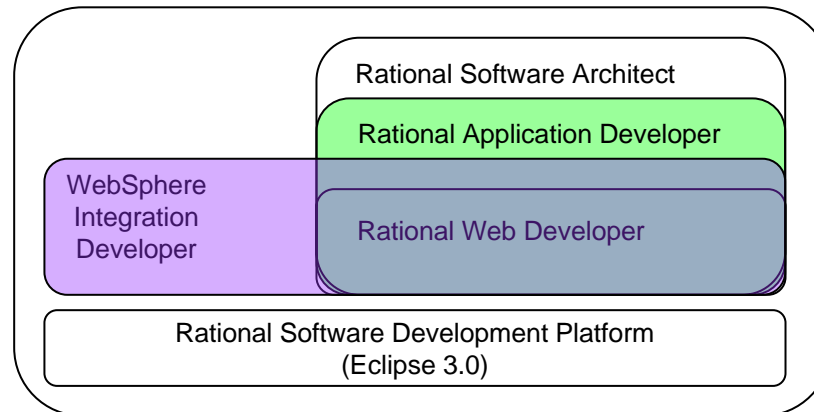 Rational Software Architect
Rational Application Developer
WebSphere
Integration
Developer
Rational Web Developer
Rational Software Development Platform
(Eclipse 3.0)